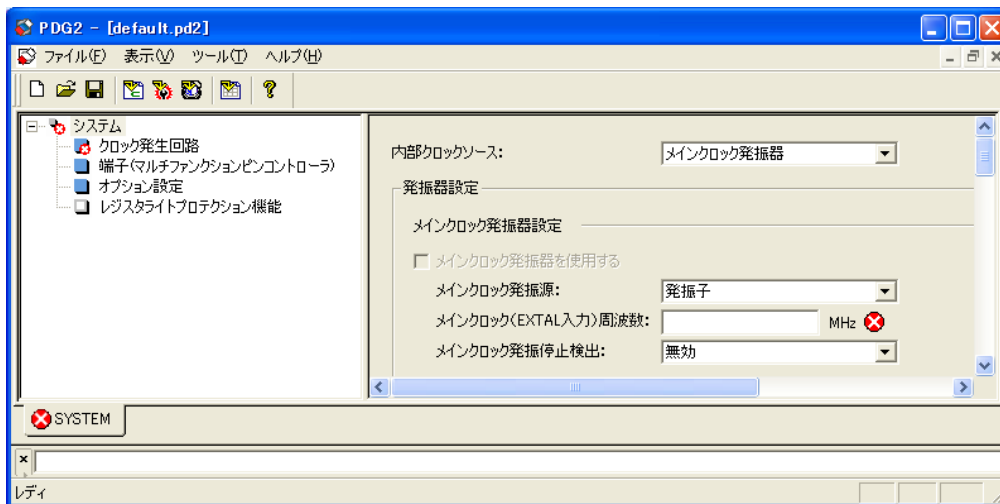 PDG2 - [default.pd2]
ファイル(F) 表示(V) ツール(T) ヘルプ(H)
システム
クロック発生回路
端子(マルチファンクションピンコントローラ)
オプション設定
レジスタライトプロテクション機能
内部クロックソース: メインクロック発振器
発振器設定
メインクロック発振器設定
メインクロック発振器を使用する
メインクロック発振源: 発振子
メインクロック(EXTAL入力)周波数: MHz
メインクロック発振停止検出: 無効
SYSTEM
レディ